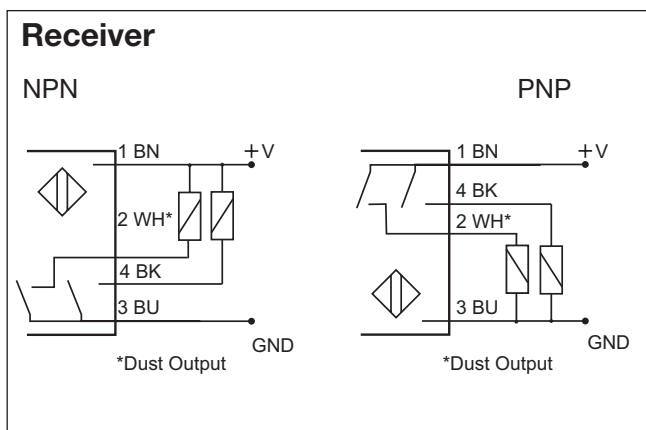 Receiver
NPN
1 BN
+V
2 WH*
4 BK
3 BU
GND
*Dust Output
PNP
1 BN
+V
4 BK
2 WH*
3 BU
GND
*Dust Output